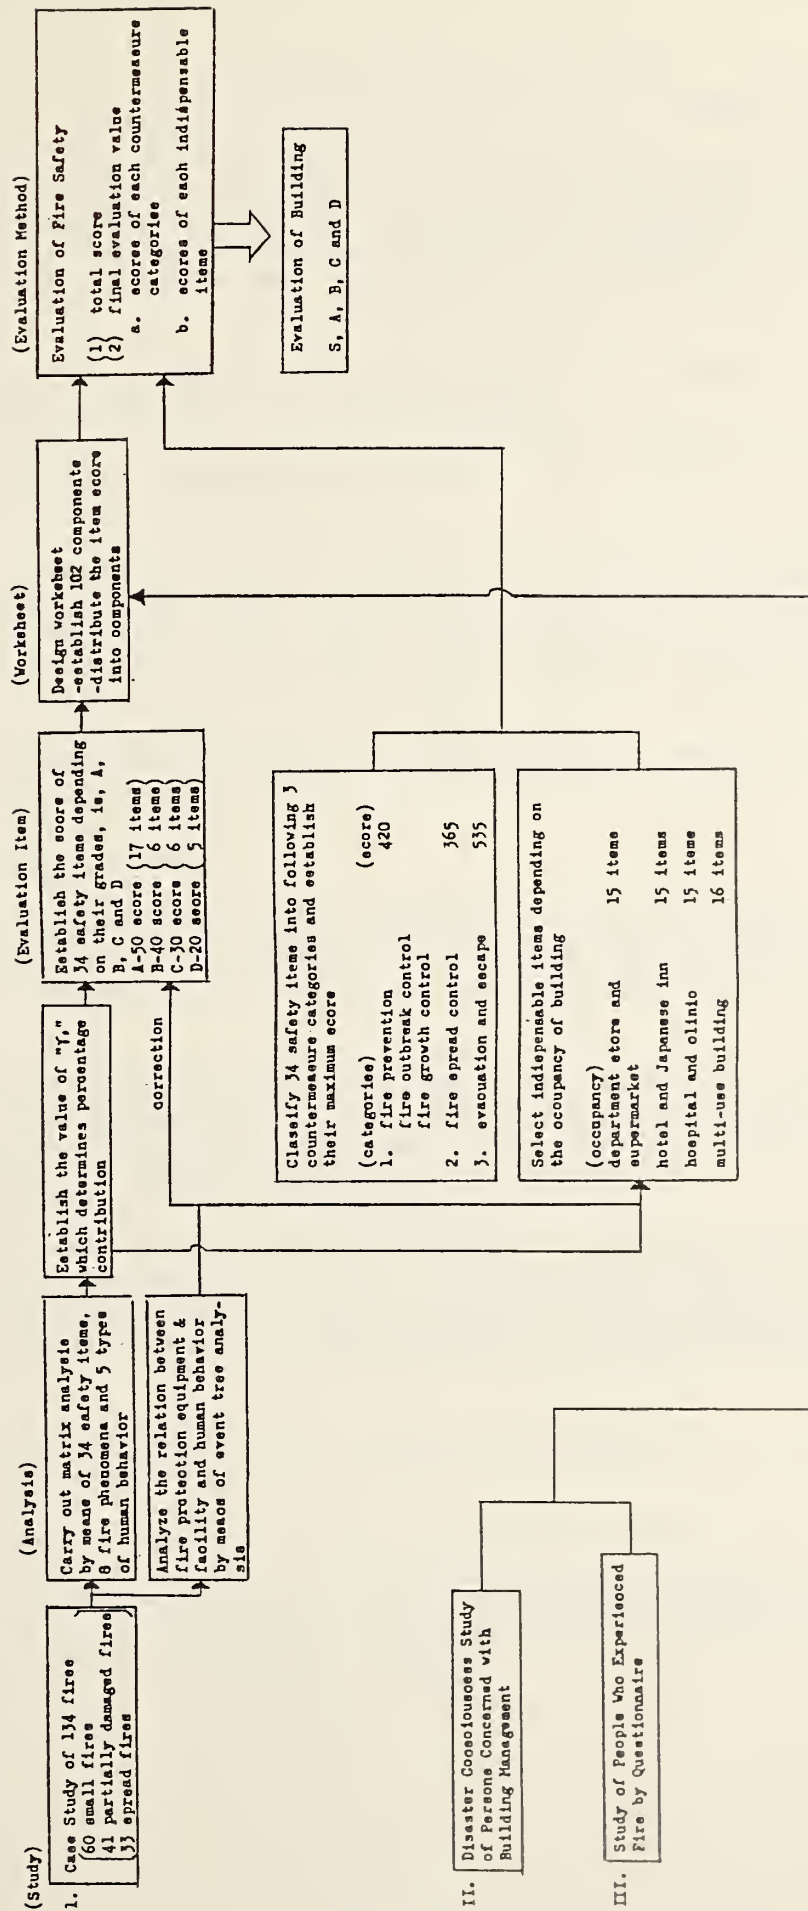 (Study)
1. Case Study of 134 fires
(60 small fires
41 partially damaged fires
33 spread fires)
(Analysis)
Carry out matrix analysis
by means of 34 safety items,
8 fire phenomena and 5 types
of human behavior
Analyze the relation between
fire protection equipment &
facility and human behavior
by means of event tree analy-
sis
Establish the value of "γ,"
which determines percentage
contribution
correction
(Evaluation Item)
Establish the score of
34 safety items depending
on their grades, ie, A,
B, C and D
A-50 score (17 items)
B-40 score ( 6 items)
C-30 score ( 6 items)
D-20 score ( 5 items)
Classify 34 safety items into following 3
countermeasure categories and establish
their maximum score
(categories) (score)
1. fire prevention 420
fire outbreak control
fire growth control
2. fire spread control 365
3. evacuation and escape 535
Select indispensable items depending on
the occupancy of building
(occupancy)
department store and 15 items
supermarket
hotel and Japanese inn 15 items
hospital and clinic 15 items
multi-use building 16 items
(Worksheet)
Design worksheet
-establish 102 components
-distribute the item score
into components
(Evaluation Method)
Evaluation of Fire Safety
(1) total score
(2) final evaluation value
a. scores of each countermeasure
categories
b. scores of each indispensable
items
Evaluation of Building
S, A, B, C and D
II. Disaster Consciousness Study
of Persons Concerned with
Building Management
III. Study of People Who Experienced
Fire by Questionnaire